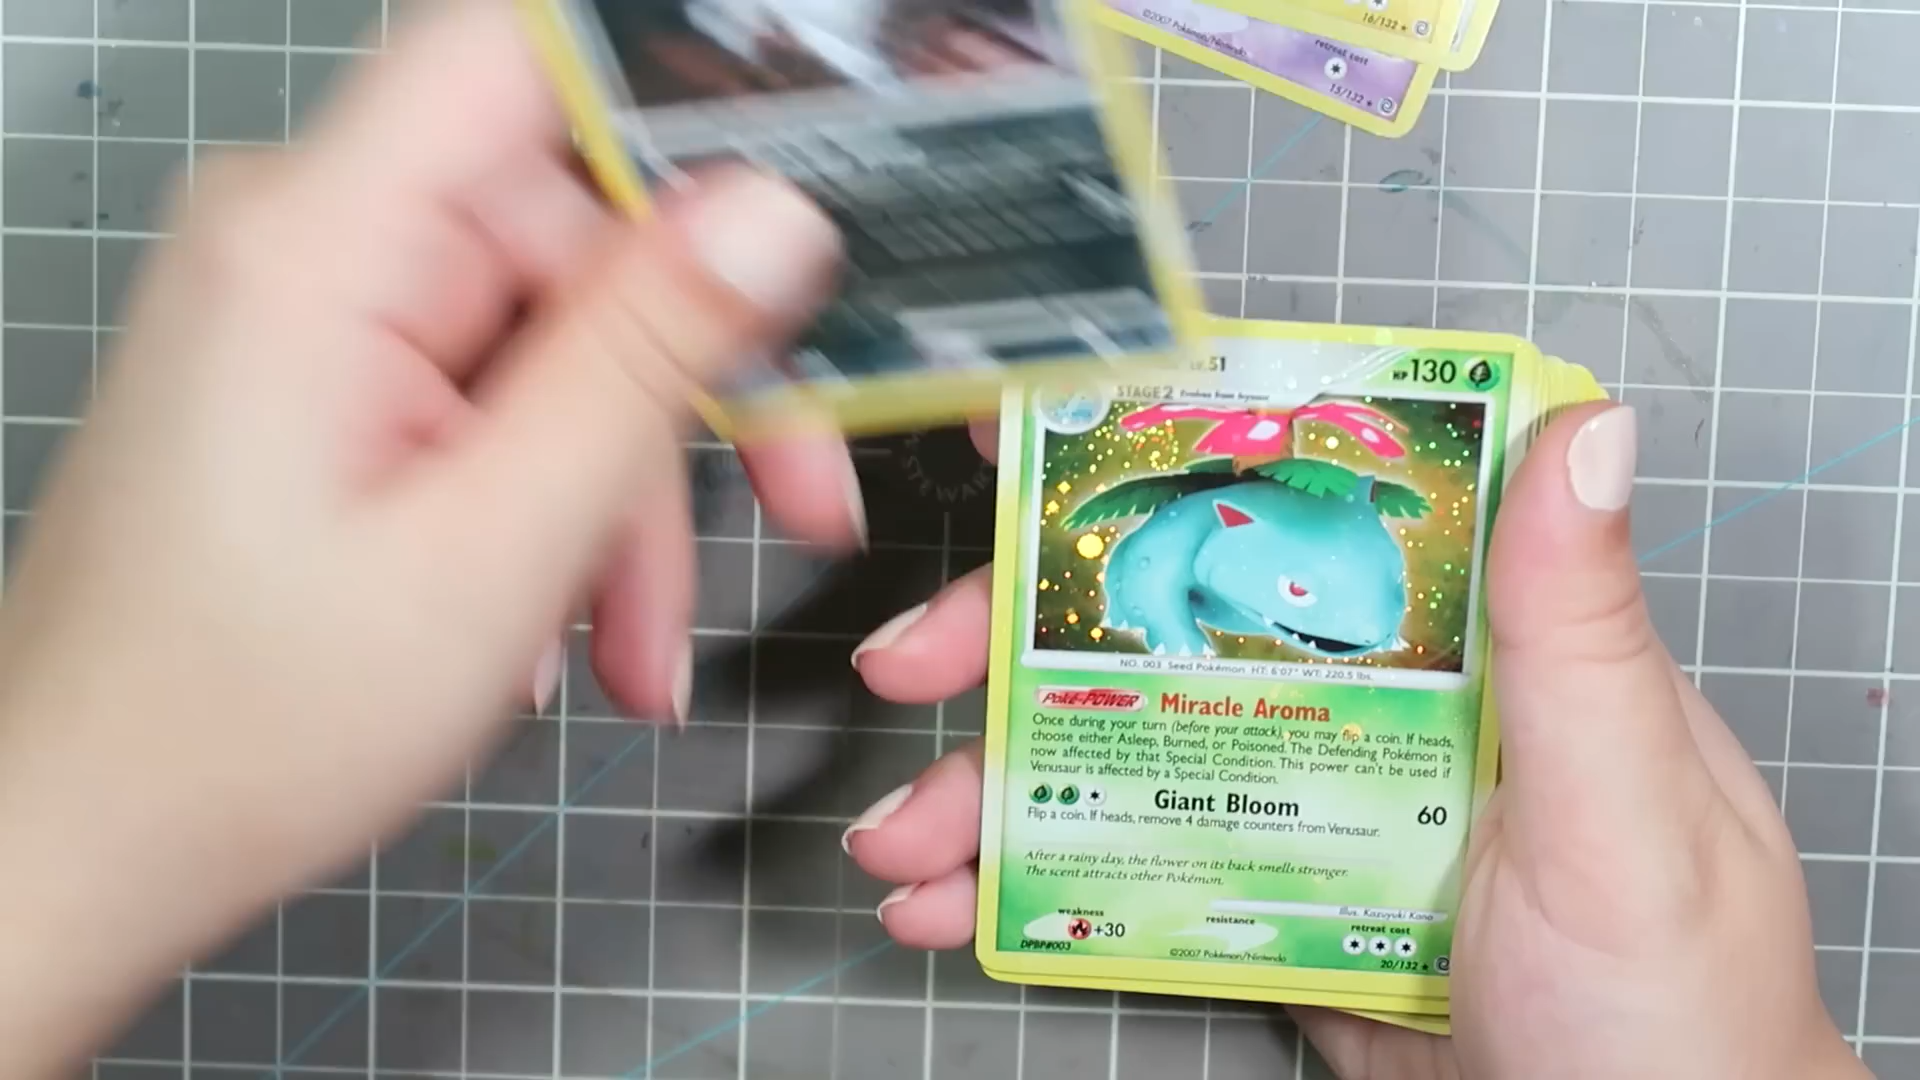 16/132
©2007 Pokémon/Nintendo
retreat cost
15/132
STEWAR
LV.51
HP 130
STAGE 2 Evolves from Ivysaur
NO. 003 Seed Pokémon HT: 6'07" WT: 220.5 lbs.
Poké-POWER Miracle Aroma
Once during your turn (before your attack), you may flip a coin. If heads,
choose either Asleep, Burned, or Poisoned. The Defending Pokémon is
now affected by that Special Condition. This power can't be used if
Venusaur is affected by a Special Condition.
Giant Bloom 60
Flip a coin. If heads, remove 4 damage counters from Venusaur.
After a rainy day, the flower on its back smells stronger.
The scent attracts other Pokémon.
Illus. Kazuyuki Kano
weakness
resistance
retreat cost
+30
DPBP#003
©2007 Pokémon/Nintendo
20/132